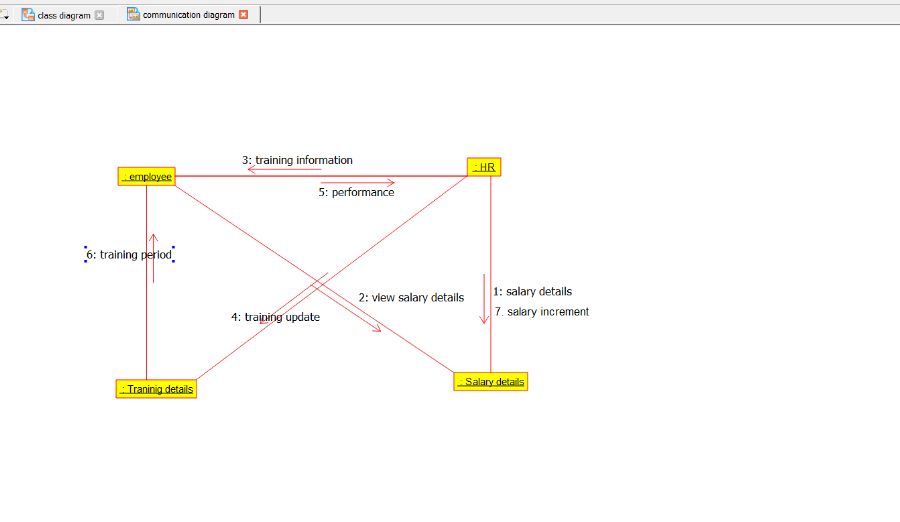 class diagram
communication diagram
3: training information
: employee
: HR
5: performance
6: training period
1: salary details
2: view salary details
7. salary increment
4: training update
: Traninig details
: Salary details